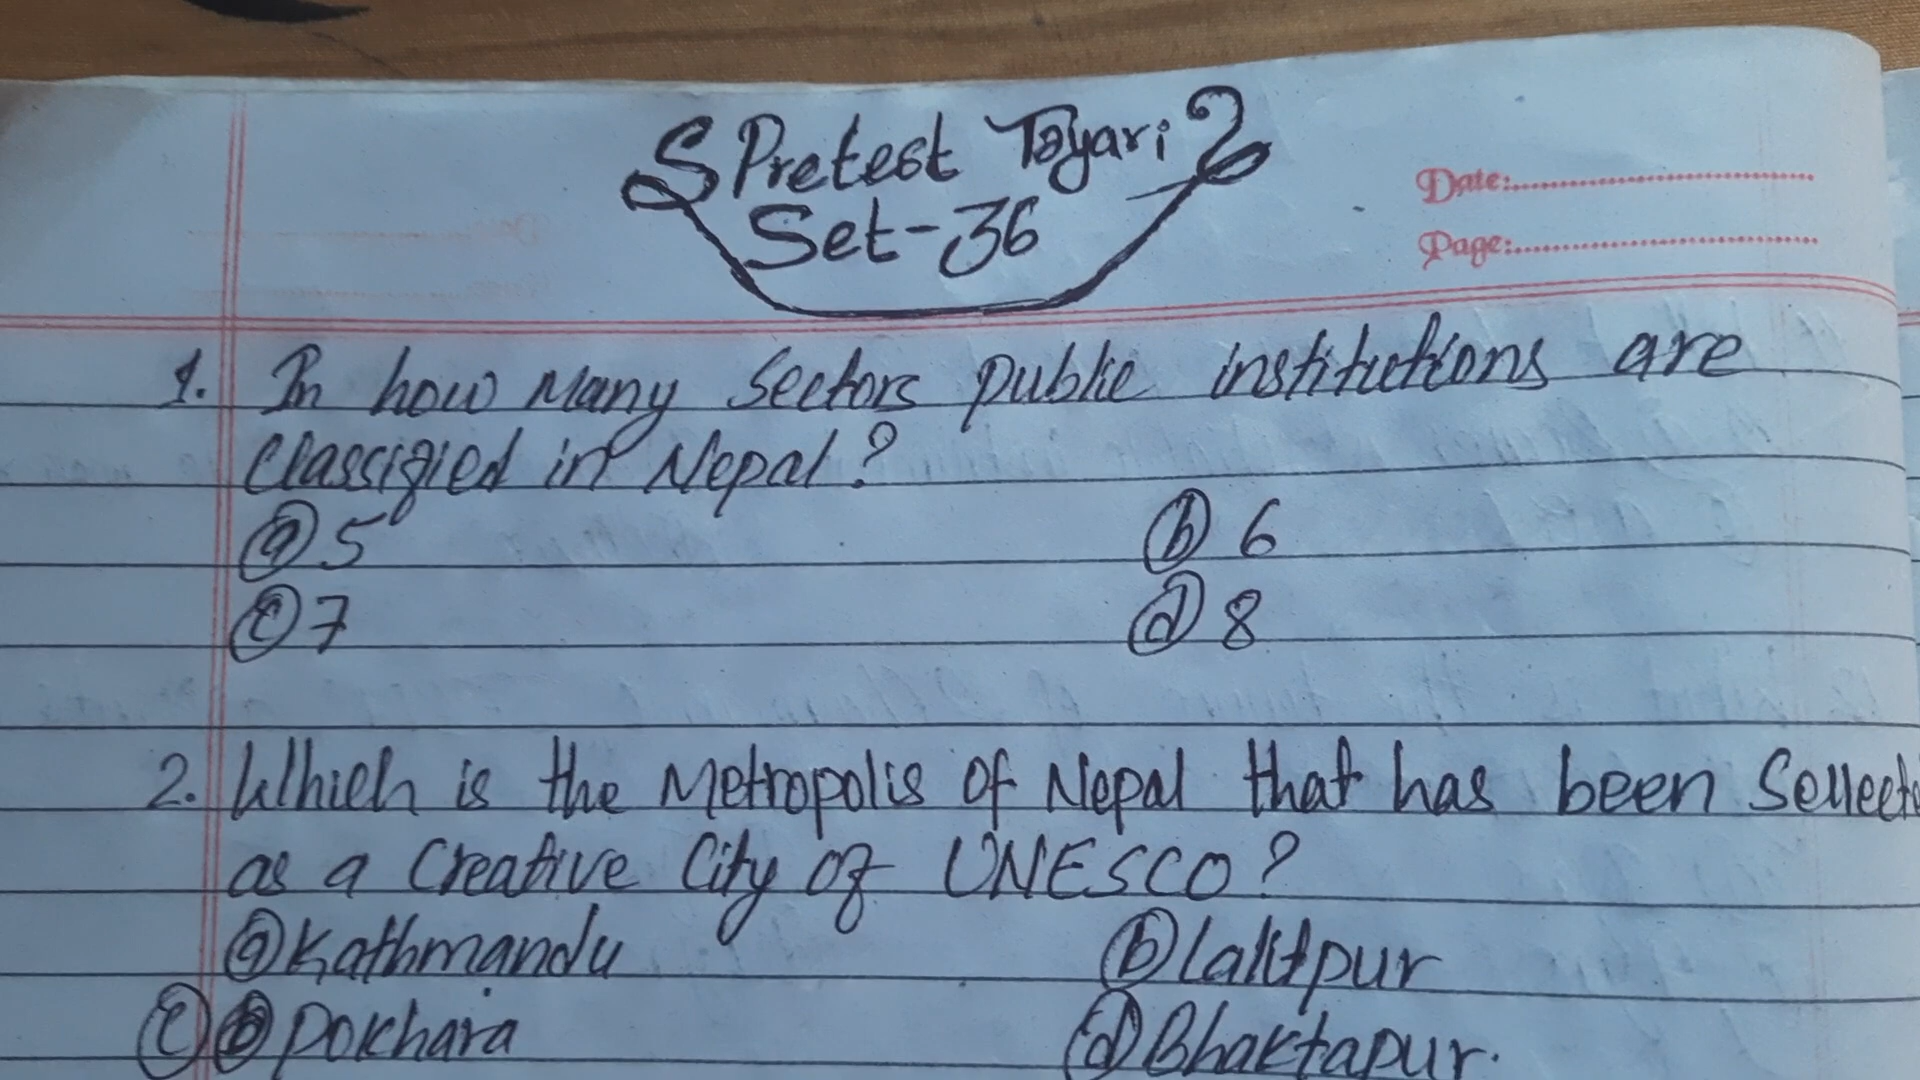 Pretest Tayari
Set-36
Date:
Page:
1. In how many sectors public institutions are
classified in Nepal?
(a) 5 (b) 6
(c) 7 (d) 8
2. Which is the Metropolis of Nepal that has been
as a Creative City of UNESCO?
(a) Kathmandu (b) Lalitpur
(c) Pokhara (d) Bhaktapur.